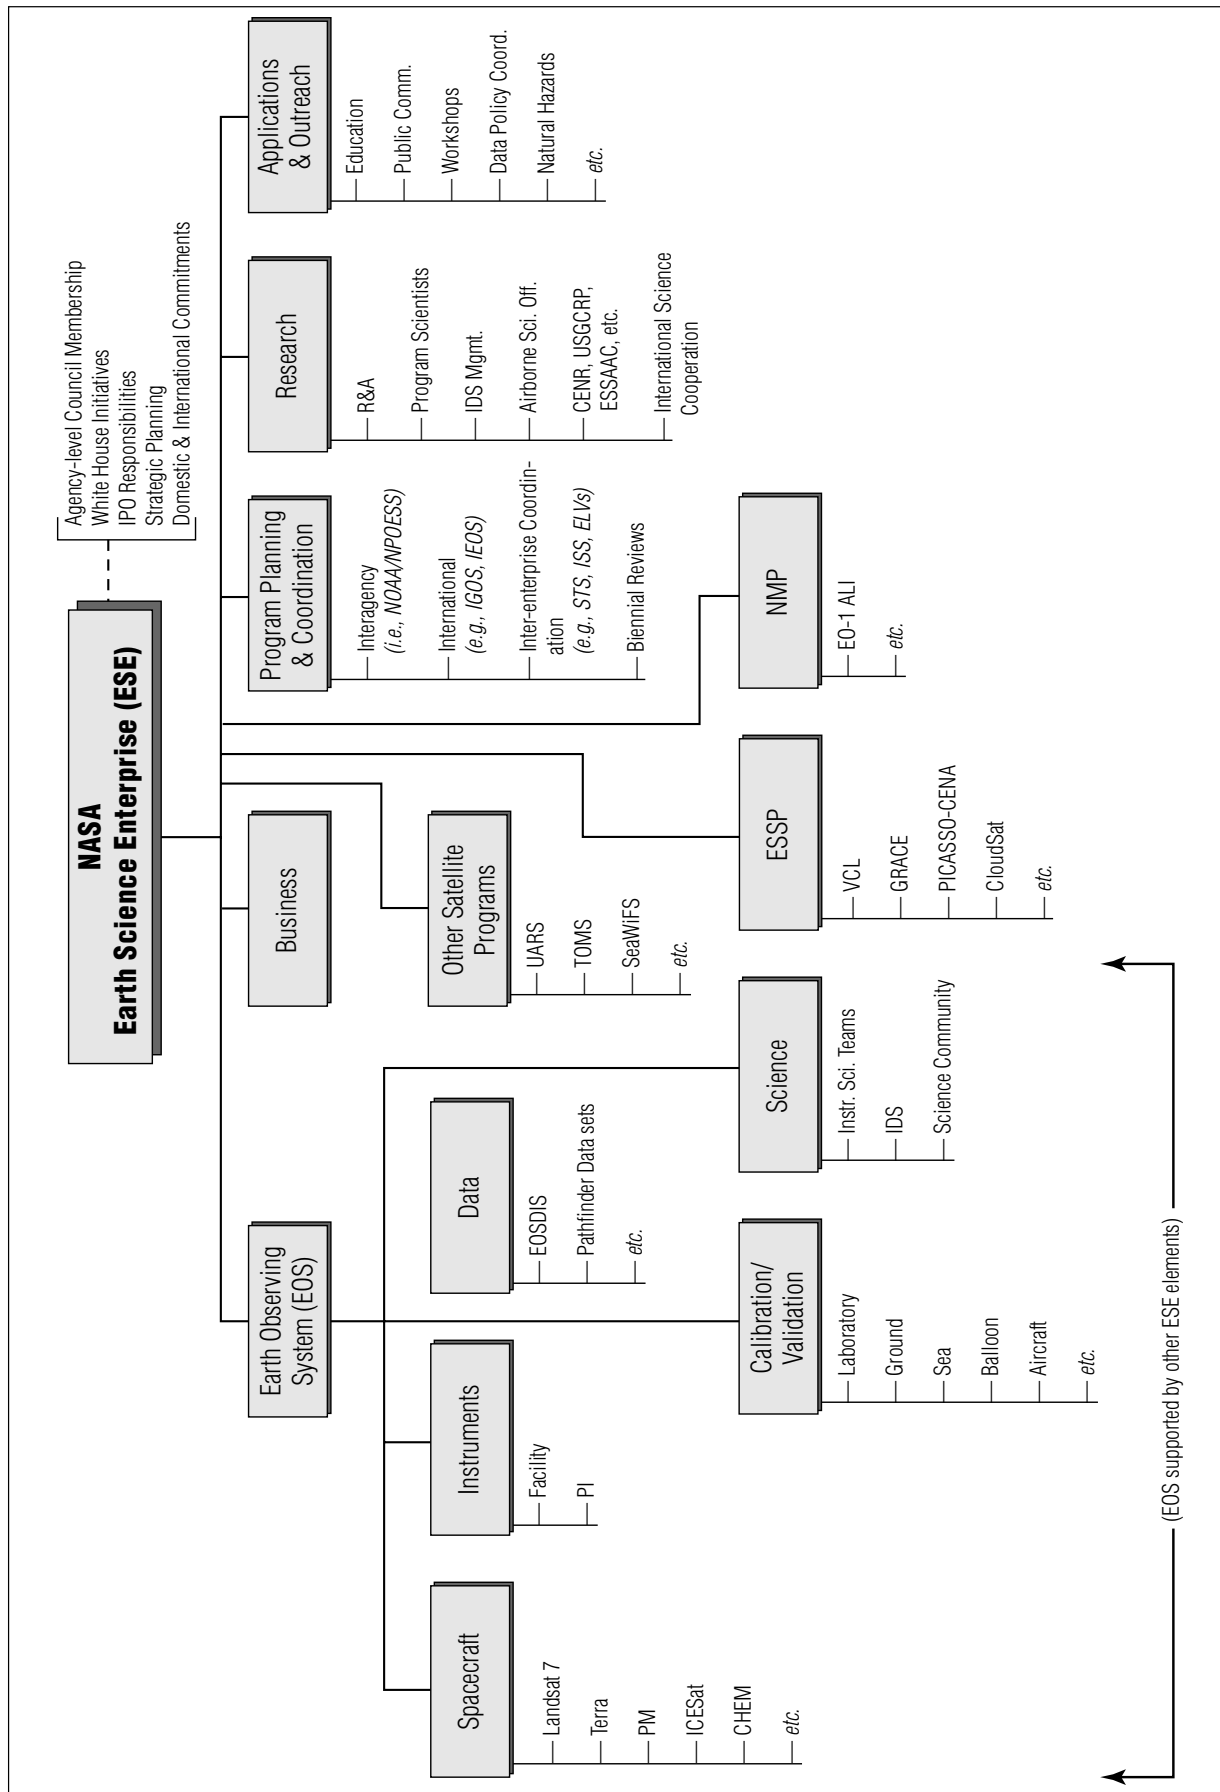 NASA
Earth Science Enterprise (ESE)
Agency-level Council Membership
White House Initiatives
IPO Responsibilities
Strategic Planning
Domestic & International Commitments
Earth Observing
System (EOS)
Business
Program Planning
& Coordination
Interagency
(i.e., NOAA/NPOESS)
International
(e.g., IGOS, IEOS)
Inter-enterprise Coordin-
ation
(e.g., STS, ISS, ELVs)
Biennial Reviews
Research
R&A
Program Scientists
IDS Mgmt.
Airborne Sci. Off.
CENR, USGCRP,
ESSAAC, etc.
International Science
Cooperation
Applications
& Outreach
Education
Public Comm.
Workshops
Data Policy Coord.
Natural Hazards
etc.
Spacecraft
Landsat 7
Terra
PM
ICESat
CHEM
etc.
Instruments
Facility
PI
Data
EOSDIS
Pathfinder Data sets
etc.
Other Satellite
Programs
UARS
TOMS
SeaWiFS
etc.
Calibration/
Validation
Laboratory
Ground
Sea
Balloon
Aircraft
etc.
Science
Instr. Sci. Teams
IDS
Science Community
ESSP
VCL
GRACE
PICASSO-CENA
CloudSat
etc.
NMP
EO-1 ALI
etc.
(EOS supported by other ESE elements)